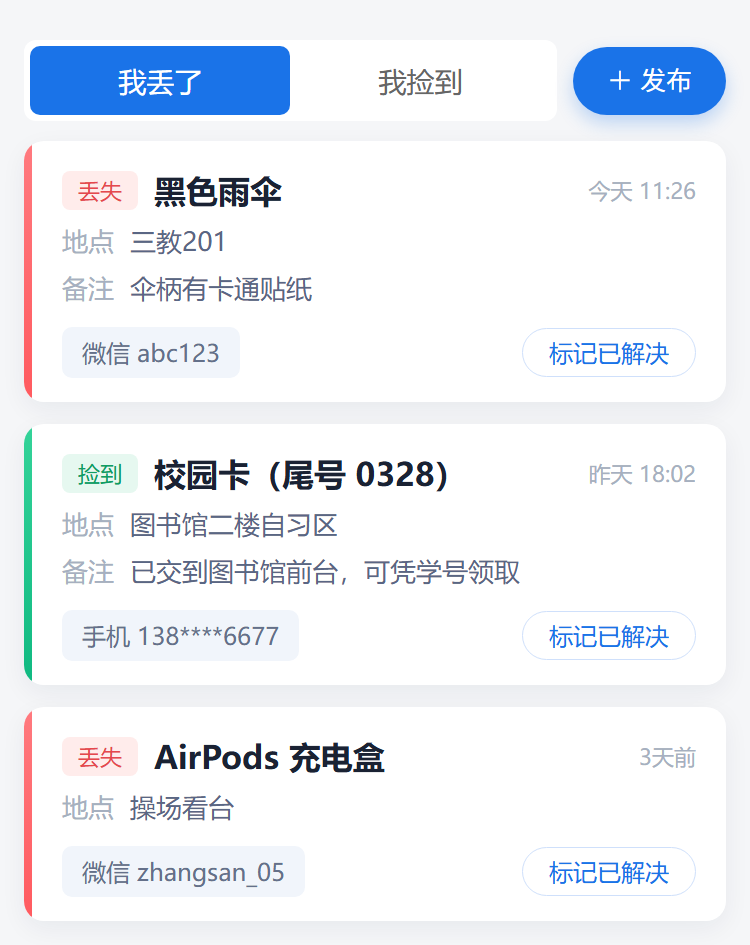 我丢了 我捡到 ＋ 发布
丢失 黑色雨伞 今天 11:26
地点 三教201
备注 伞柄有卡通贴纸
微信 abc123 标记已解决
捡到 校园卡（尾号 0328） 昨天 18:02
地点 图书馆二楼自习区
备注 已交到图书馆前台，可凭学号领取
手机 138****6677 标记已解决
丢失 AirPods 充电盒 3天前
地点 操场看台
微信 zhangsan_05 标记已解决